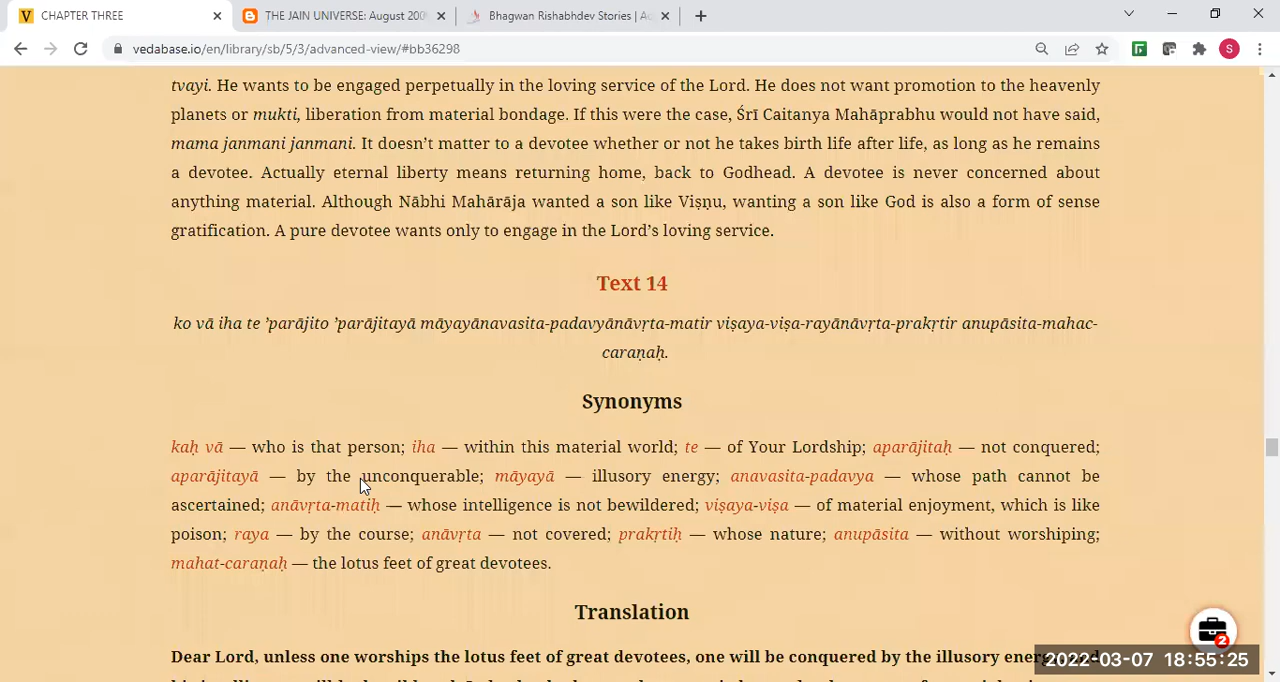 CHAPTER THREE
THE JAIN UNIVERSE: August 2009
Bhagwan Rishabhdev Stories | A
vedabase.io/en/library/sb/5/3/advanced-view/#bb36298
S
tvayi. He wants to be engaged perpetually in the loving service of the Lord. He does not want promotion to the heavenly
planets or mukti, liberation from material bondage. If this were the case, Śrī Caitanya Mahāprabhu would not have said,
mama janmani janmani. It doesn’t matter to a devotee whether or not he takes birth life after life, as long as he remains
a devotee. Actually eternal liberty means returning home, back to Godhead. A devotee is never concerned about
anything material. Although Nābhi Mahārāja wanted a son like Viṣṇu, wanting a son like God is also a form of sense
gratification. A pure devotee wants only to engage in the Lord’s loving service.
Text 14
ko vā iha te ’parājito ’parājitayā māyayānavasita-padavyānāvṛta-matir viṣaya-viṣa-rayānāvṛta-prakṛtir anupāsita-mahac-
caraṇaḥ.
Synonyms
kaḥ vā — who is that person; iha — within this material world; te — of Your Lordship; aparājitaḥ — not conquered;
aparājitayā — by the unconquerable; māyayā — illusory energy; anavasita-padavya — whose path cannot be
ascertained; anāvṛta-matiḥ — whose intelligence is not bewildered; viṣaya-viṣa — of material enjoyment, which is like
poison; raya — by the course; anāvṛta — not covered; prakṛtiḥ — whose nature; anupāsita — without worshiping;
mahat-caraṇaḥ — the lotus feet of great devotees.
Translation
Dear Lord, unless one worships the lotus feet of great devotees, one will be conquered by the illusory energy, and
2
2022-03-07 18:55:25